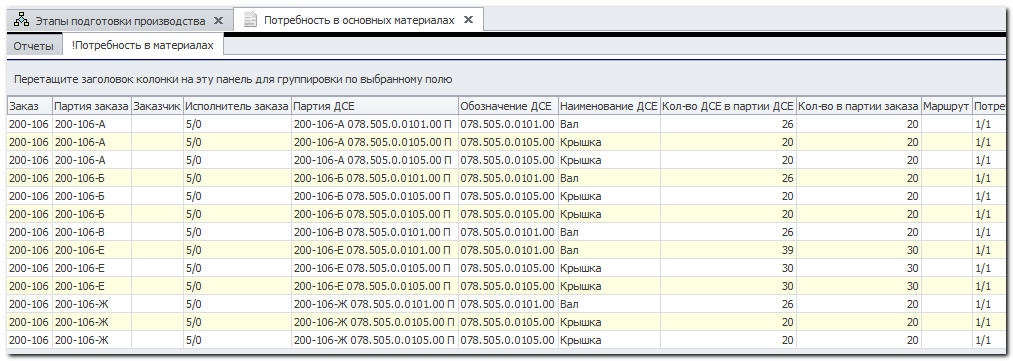 Этапы подготовки производства Потребность в основных материалах
Отчеты !Потребность в материалах
Перетащите заголовок колонки на эту панель для группировки по выбранному полю
Заказ Партия заказа Заказчик Исполнитель заказа Партия ДСЕ Обозначение ДСЕ Наименование ДСЕ Кол-во ДСЕ в партии ДСЕ Кол-во в партии заказа Маршрут Потре
200-106 200-106-А 5/0 200-106-А 078.505.0.0101.00 П 078.505.0.0101.00 Вал 26 20 1/1
200-106 200-106-А 5/0 200-106-А 078.505.0.0105.00 П 078.505.0.0105.00 Крышка 20 20 1/1
200-106 200-106-А 5/0 200-106-А 078.505.0.0105.00 П 078.505.0.0105.00 Крышка 20 20 1/1
200-106 200-106-Б 5/0 200-106-Б 078.505.0.0101.00 П 078.505.0.0101.00 Вал 26 20 1/1
200-106 200-106-Б 5/0 200-106-Б 078.505.0.0105.00 П 078.505.0.0105.00 Крышка 20 20 1/1
200-106 200-106-Б 5/0 200-106-Б 078.505.0.0105.00 П 078.505.0.0105.00 Крышка 20 20 1/1
200-106 200-106-В 5/0 200-106-В 078.505.0.0101.00 П 078.505.0.0101.00 Вал 26 20 1/1
200-106 200-106-Е 5/0 200-106-Е 078.505.0.0101.00 П 078.505.0.0101.00 Вал 39 30 1/1
200-106 200-106-Е 5/0 200-106-Е 078.505.0.0105.00 П 078.505.0.0105.00 Крышка 30 30 1/1
200-106 200-106-Е 5/0 200-106-Е 078.505.0.0105.00 П 078.505.0.0105.00 Крышка 30 30 1/1
200-106 200-106-Ж 5/0 200-106-Ж 078.505.0.0101.00 П 078.505.0.0101.00 Вал 26 20 1/1
200-106 200-106-Ж 5/0 200-106-Ж 078.505.0.0105.00 П 078.505.0.0105.00 Крышка 20 20 1/1
200-106 200-106-Ж 5/0 200-106-Ж 078.505.0.0105.00 П 078.505.0.0105.00 Крышка 20 20 1/1